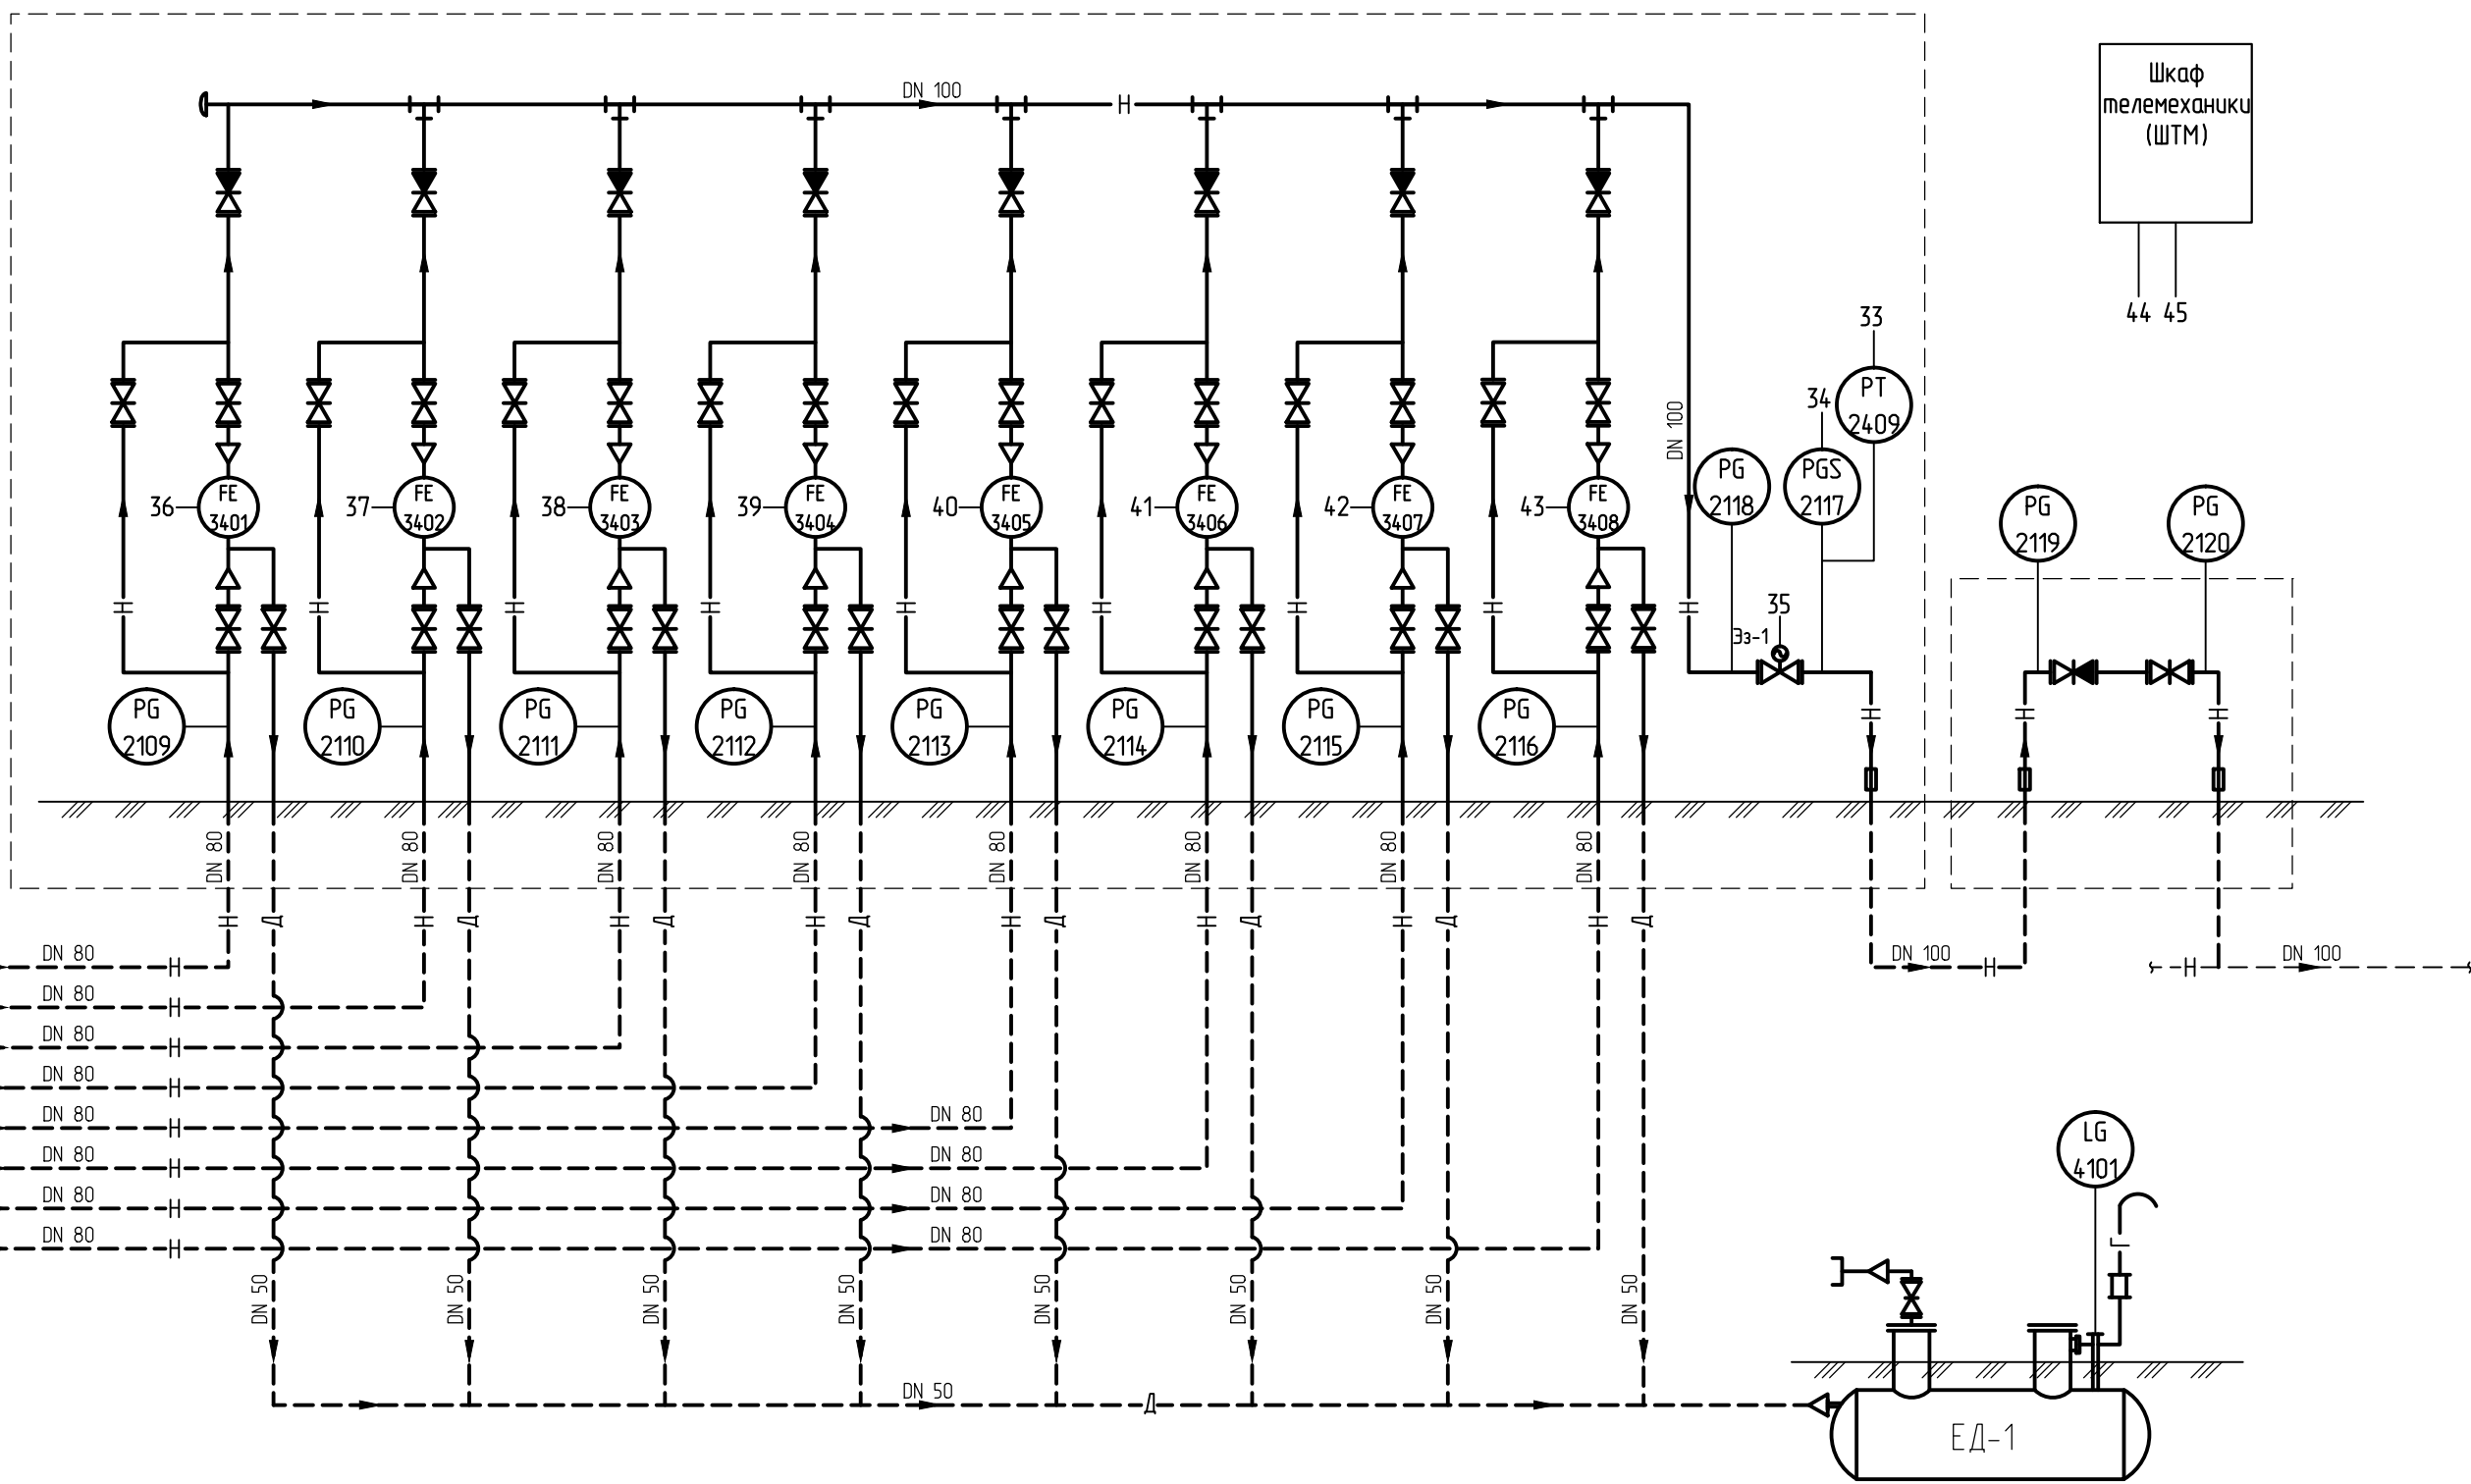 DN 100
Н
Шкаф
телемеханики
(ШТМ)
44 45
33
PT
2409
34
DN 100
PG
2118
PGS
2117
36
FE
3401
37
FE
3402
38
FE
3403
39
FE
3404
40
FE
3405
41
FE
3406
42
FE
3407
43
FE
3408
PG
2119
PG
2120
Н
Н
Н
Н
Н
Н
Н
Н
Н
35
Эз-1
PG
2109
PG
2110
PG
2111
PG
2112
PG
2113
PG
2114
PG
2115
PG
2116
Н
Н
Н
DN 80
DN 80
DN 80
DN 80
DN 80
DN 80
DN 80
DN 80
Н Д
Н Д
Н Д
Н Д
Н Д
Н Д
Н Д
Н Д
DN 80
Н
DN 100
Н
Н
DN 100
DN 80
Н
DN 80
Н
DN 80
Н
DN 80
Н
DN 80
DN 80
Н
DN 80
DN 80
Н
DN 80
DN 80
Н
DN 80
LG
4101
Г
DN 50
DN 50
DN 50
DN 50
DN 50
DN 50
DN 50
DN 50
DN 50
Д
ЕД-1